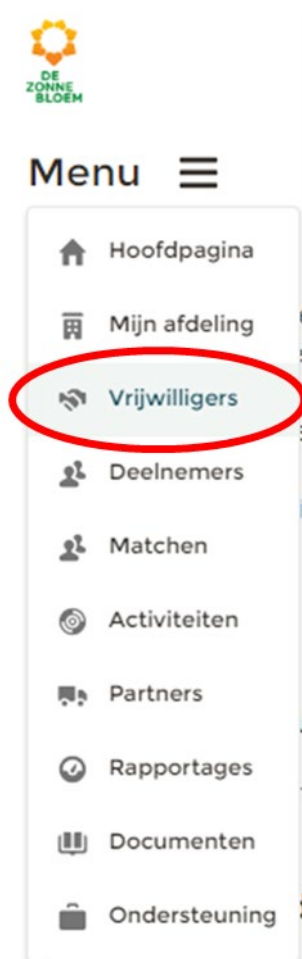 DE
ZONNE
BLOEM
Menu
Hoofdpagina
Mijn afdeling
Vrijwilligers
Deelnemers
Matchen
Activiteiten
Partners
Rapportages
Documenten
Ondersteuning